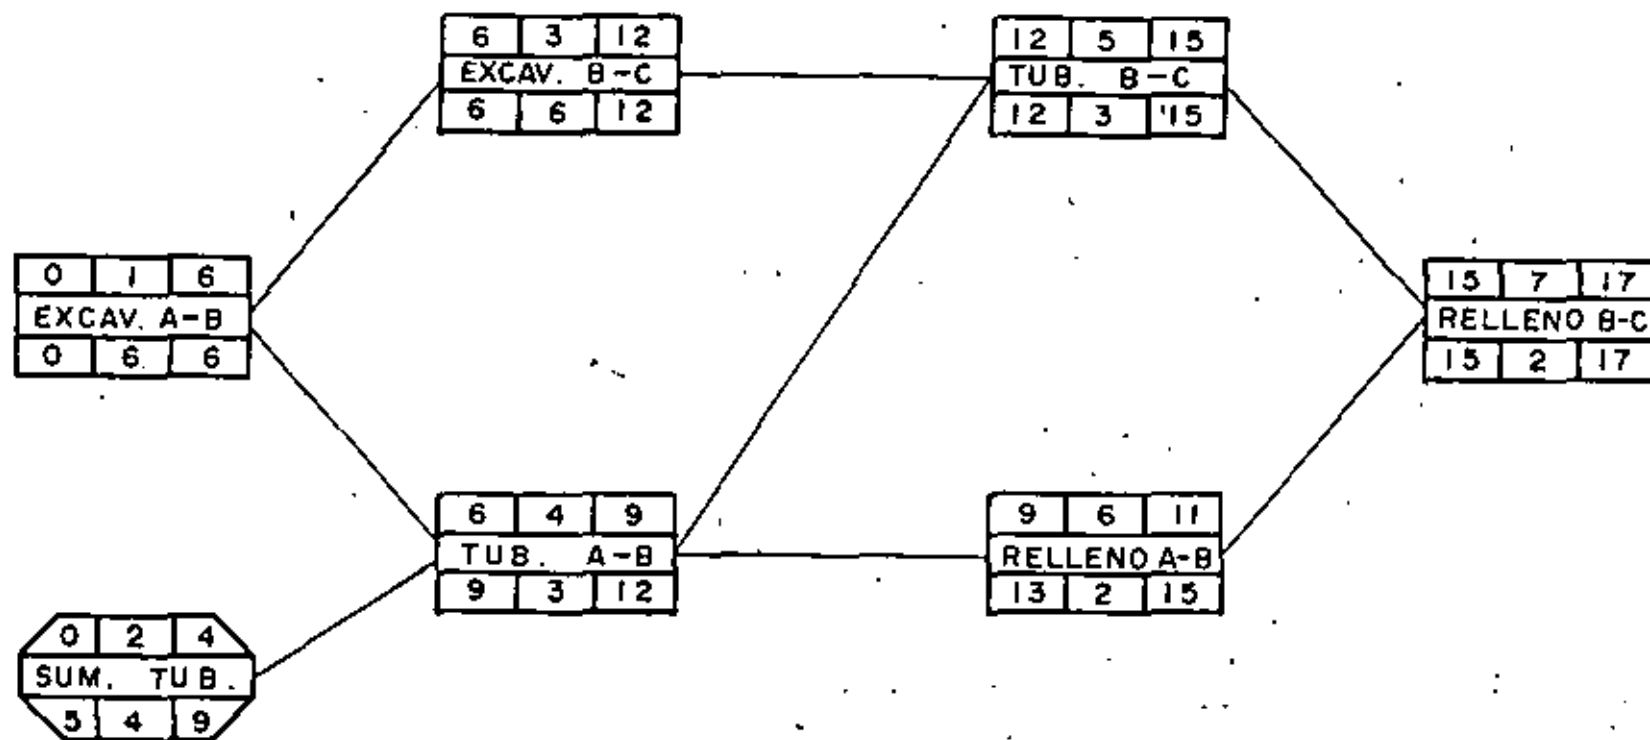 6 3 12
EXCAV. B-C
6 6 12
12 5 15
TUB. B-C
12 3 15
0 1 6
EXCAV. A-B
0 6 6
15 7 17
RELLENO B-C
15 2 17
6 4 9
TUB. A-B
9 3 12
9 6 11
RELLENO A-B
13 2 15
0 2 4
SUM. TUB.
5 4 9